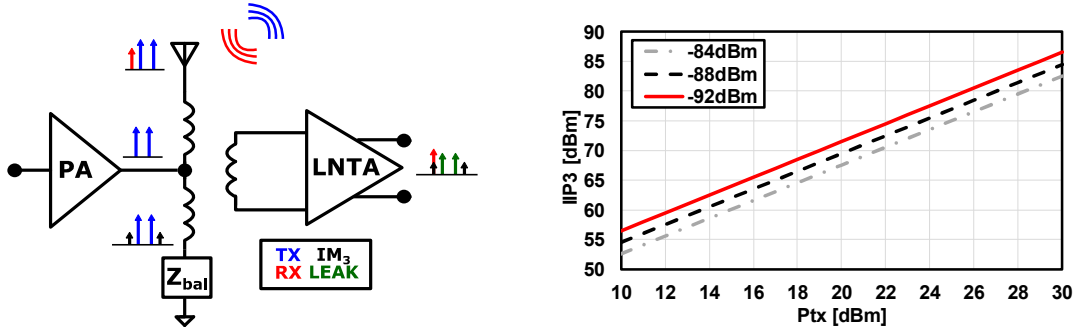 PA
LNTA
TX IM₃
RX LEAK
Zbal
IIP3 [dBm]
90
85
80
75
70
65
60
55
50
-84dBm
-88dBm
-92dBm
10 12 14 16 18 20 22 24 26 28 30
Ptx [dBm]